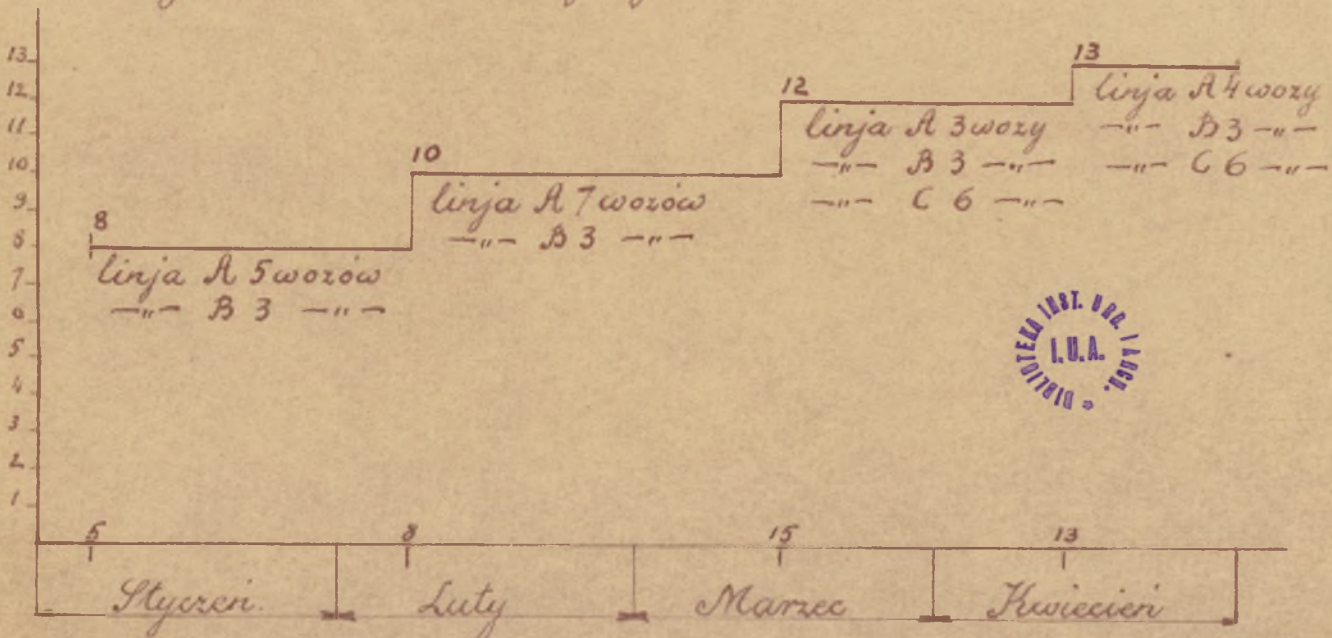 13
12
11
10
9
8
7
6
5
4
3
2
1
8
linja A 5 wozów
—„— B 3 —„—
10
linja A 7 wozów
—„— B 3 —„—
12
linja A 3 wozy
—„— B 3 —„—
—„— C 6 —„—
13
linja A 4 wozy
—„— B 3 —„—
—„— C 6 —„—
BIBLIOTEKA INST. URB. I ARCH.
I.U.A.
5 8 15 13
Styczeń. Luty Marzec Kwiecień